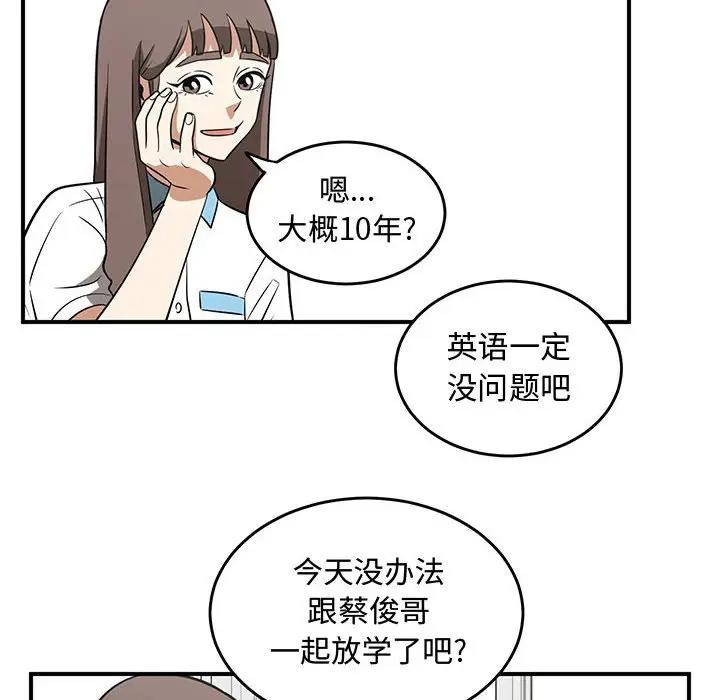 嗯...
大概10年?
英语一定
没问题吧
今天没办法
跟蔡俊哥
一起放学了吧?